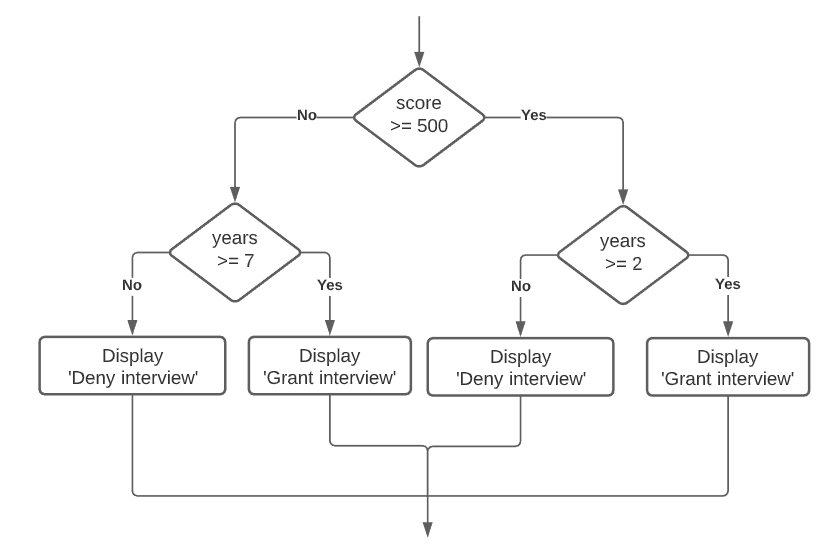 score
>= 500
No
Yes
years
>= 7
years
>= 2
No
Yes
No
Yes
Display
'Deny interview'
Display
'Grant interview'
Display
'Deny interview'
Display
'Grant interview'